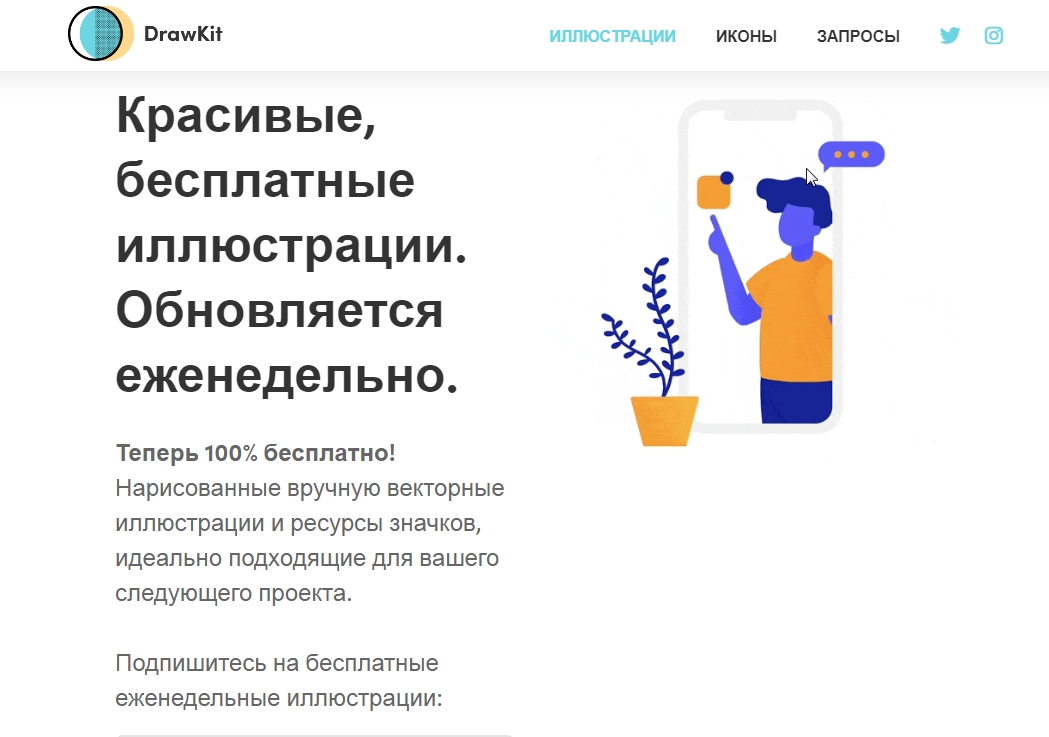 DrawKit
ИЛЛЮСТРАЦИИ
ИКОНЫ
ЗАПРОСЫ
Красивые,
бесплатные
иллюстрации.
Обновляется
еженедельно.
Теперь 100% бесплатно!
Нарисованные вручную векторные
иллюстрации и ресурсы значков,
идеально подходящие для вашего
следующего проекта.
Подпишитесь на бесплатные
еженедельные иллюстрации: